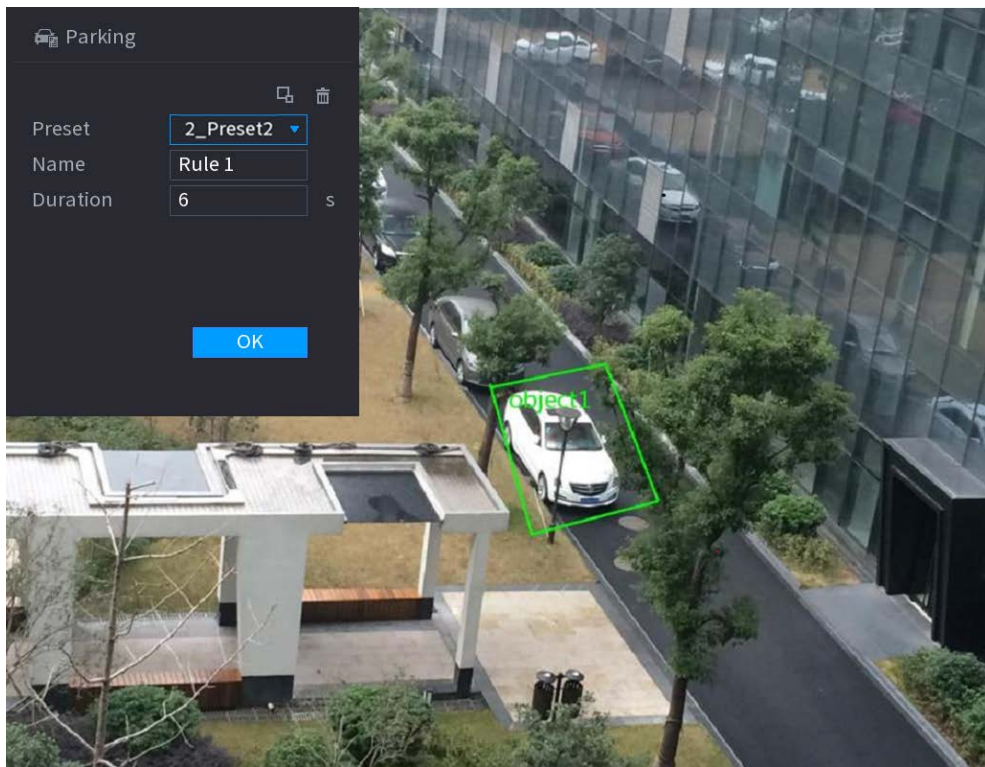 Parking
Preset 2_Preset2
Name Rule 1
Duration 6 s
OK
object1